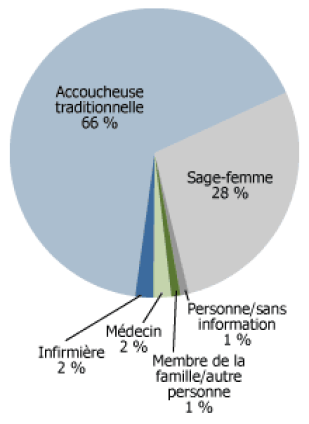 Accoucheuse
traditionnelle
66 %
Sage-femme
28 %
Personne/sans
information
1 %
Médecin
2 %
Infirmière
2 %
Membre de la
famille/autre
personne
1 %